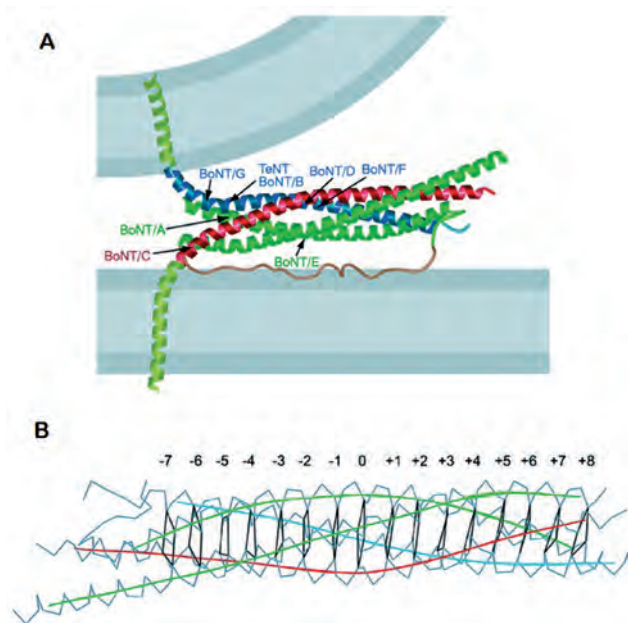 A
BoNT/G
TeNT
BoNT/B
BoNT/D
BoNT/F
BoNT/A
BoNT/C
BoNT/E
B
-7 -6 -5 -4 -3 -2 -1 0 +1 +2 +3 +4 +5 +6 +7 +8